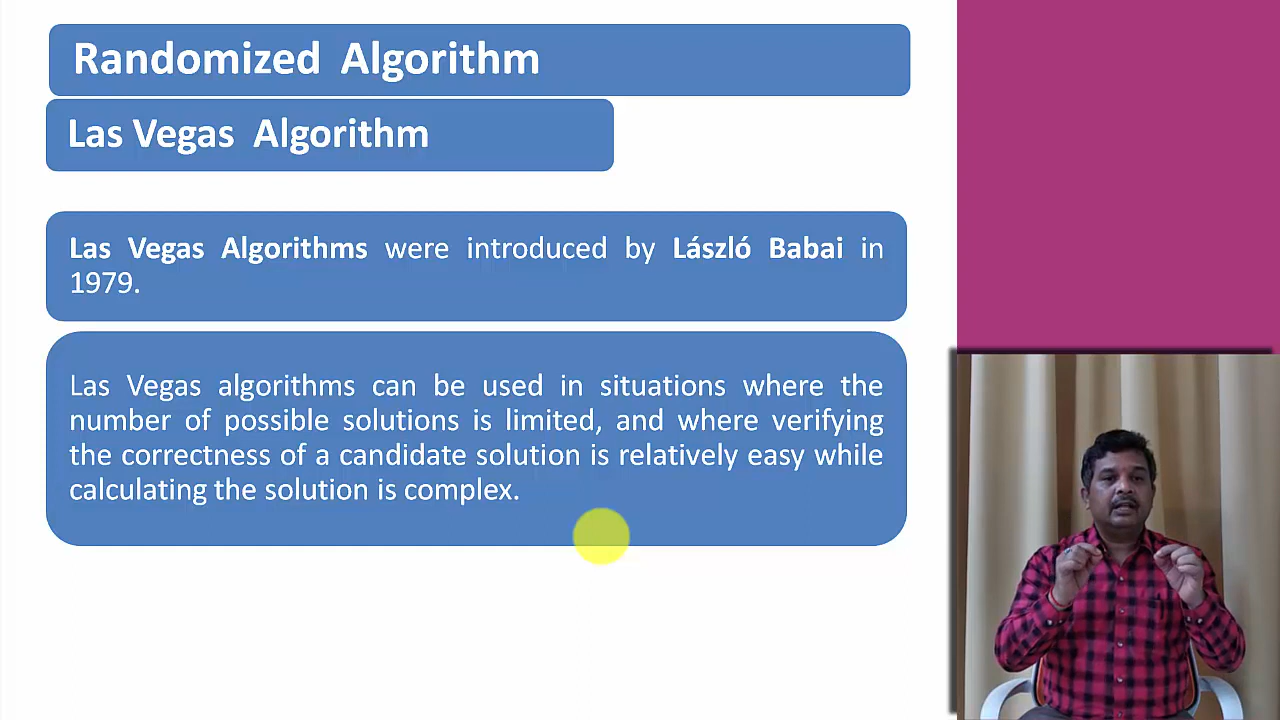 Randomized Algorithm
Las Vegas Algorithm
Las Vegas Algorithms were introduced by László Babai in
1979.
Las Vegas algorithms can be used in situations where the
number of possible solutions is limited, and where verifying
the correctness of a candidate solution is relatively easy while
calculating the solution is complex.